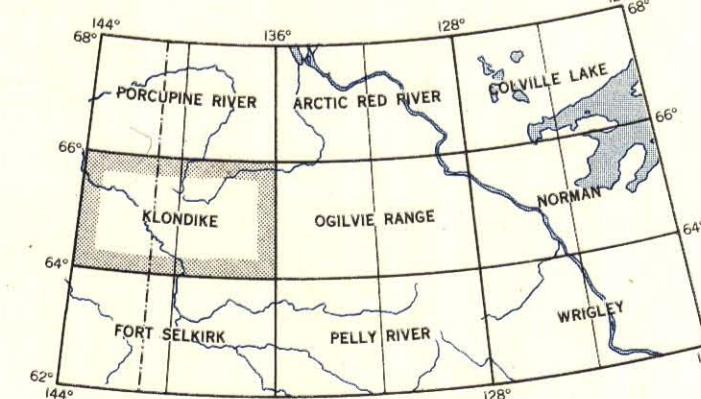 144°
136°
128°
68°
68°
PORCUPINE RIVER
ARCTIC RED RIVER
COLVILLE LAKE
66°
66°
KLONDIKE
OGILVIE RANGE
NORMAN
64°
64°
FORT SELKIRK
PELLY RIVER
WRIGLEY
62°
144°
128°